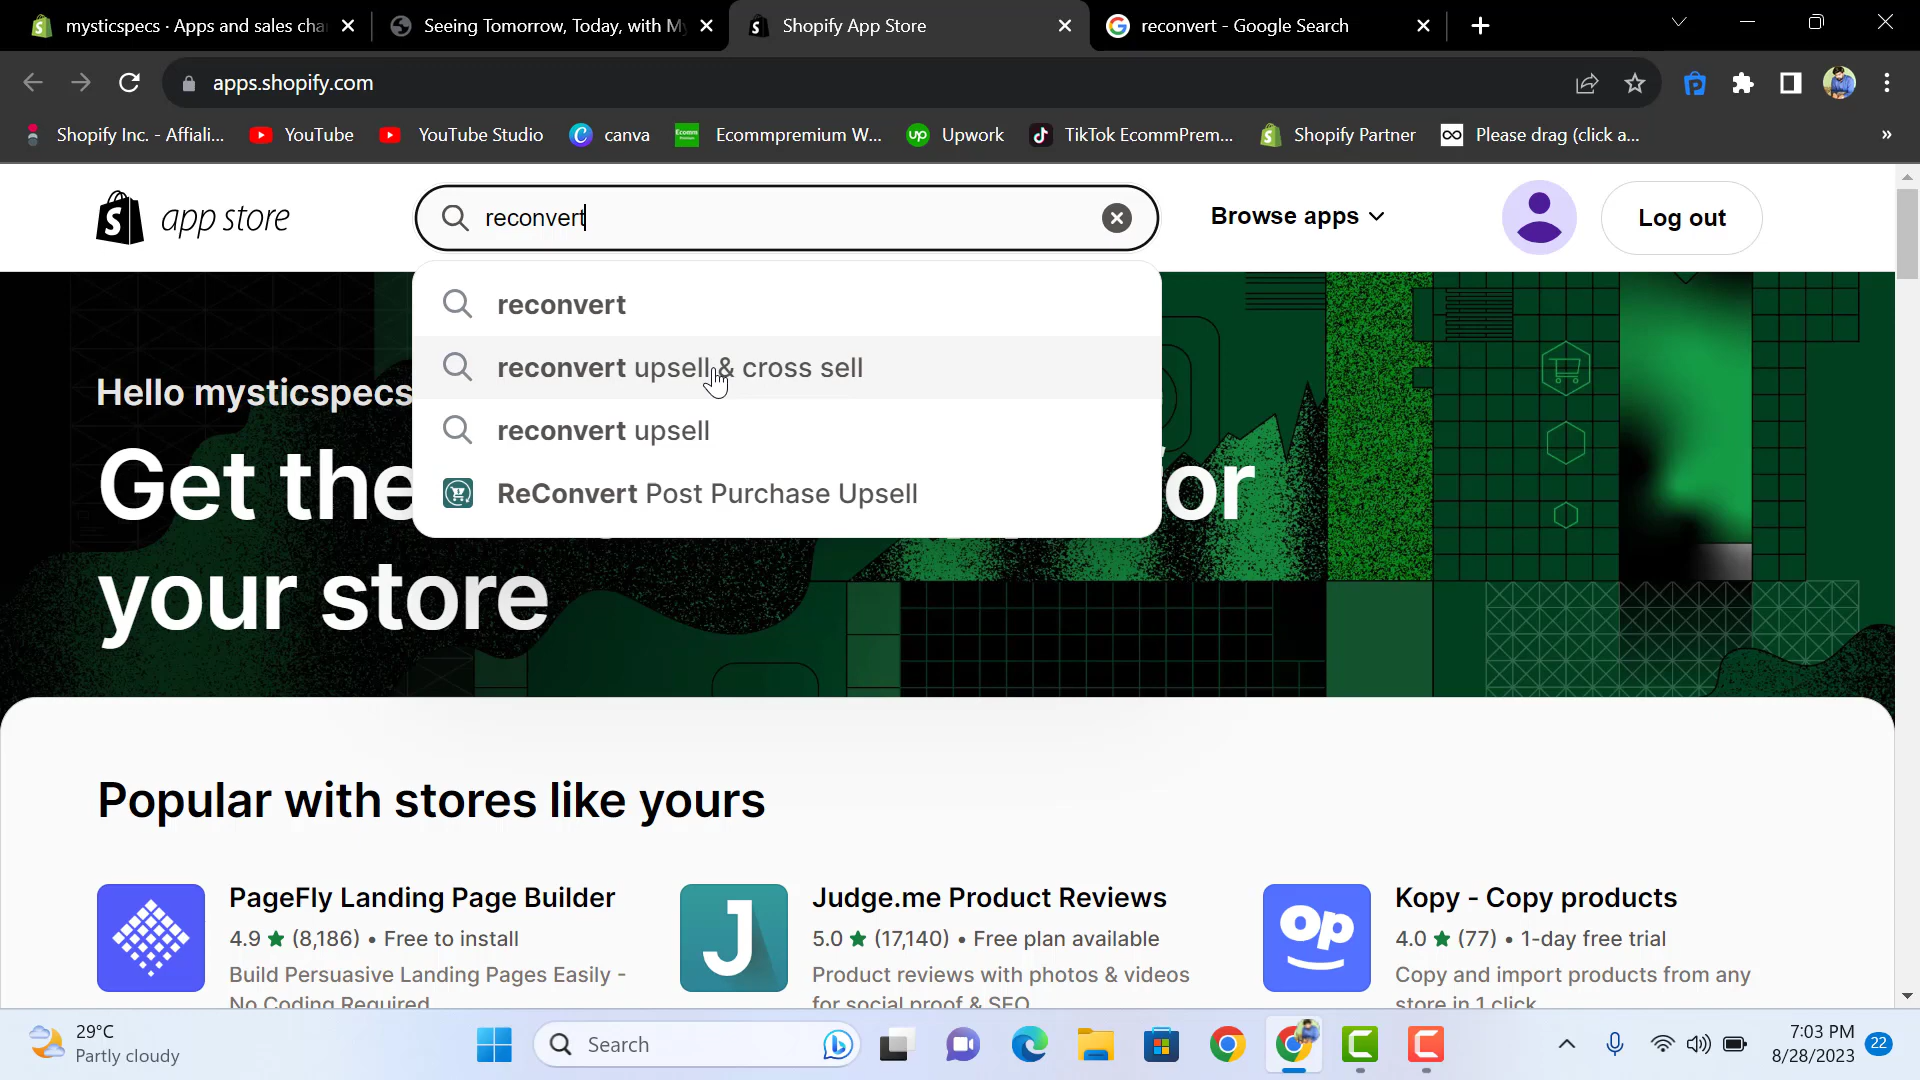 mysticspecs · Apps and sales cha
Seeing Tomorrow, Today, with My
Shopify App Store
reconvert - Google Search
apps.shopify.com
Shopify Inc. - Affiali...
YouTube
YouTube Studio
canva
Ecommpremium W...
Upwork
TikTok EcommPrem...
Shopify Partner
Please drag (click a...
»
app store
reconvert
Browse apps
Log out
reconvert
reconvert upsell & cross sell
reconvert upsell
ReConvert Post Purchase Upsell
Hello mysticspecs
Get the
for
your store
Popular with stores like yours
PageFly Landing Page Builder
4.9 ★ (8,186) • Free to install
Build Persuasive Landing Pages Easily -
No Coding Required
J
Judge.me Product Reviews
5.0 ★ (17,140) • Free plan available
Product reviews with photos & videos
for social proof & SEO
op
Kopy - Copy products
4.0 ★ (77) • 1-day free trial
Copy and import products from any
store in 1 click
29°C
Partly cloudy
Search
7:03 PM
8/28/2023
22